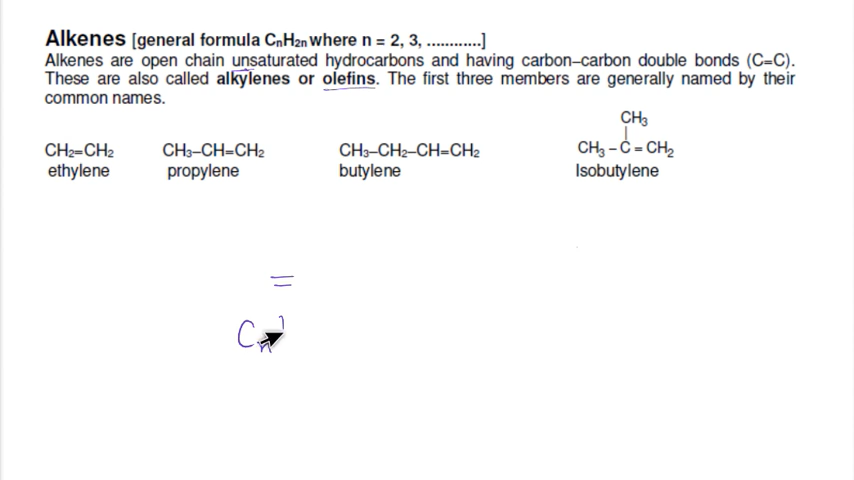 Alkenes [general formula CnH2n where n = 2, 3, ............]
Alkenes are open chain unsaturated hydrocarbons and having carbon–carbon double bonds (C=C).
These are also called alkylenes or olefins. The first three members are generally named by their
common names.
CH3
|
CH2=CH2 CH3–CH=CH2 CH3–CH2–CH=CH2 CH3 – C = CH2
ethylene propylene butylene Isobutylene
=
Cn